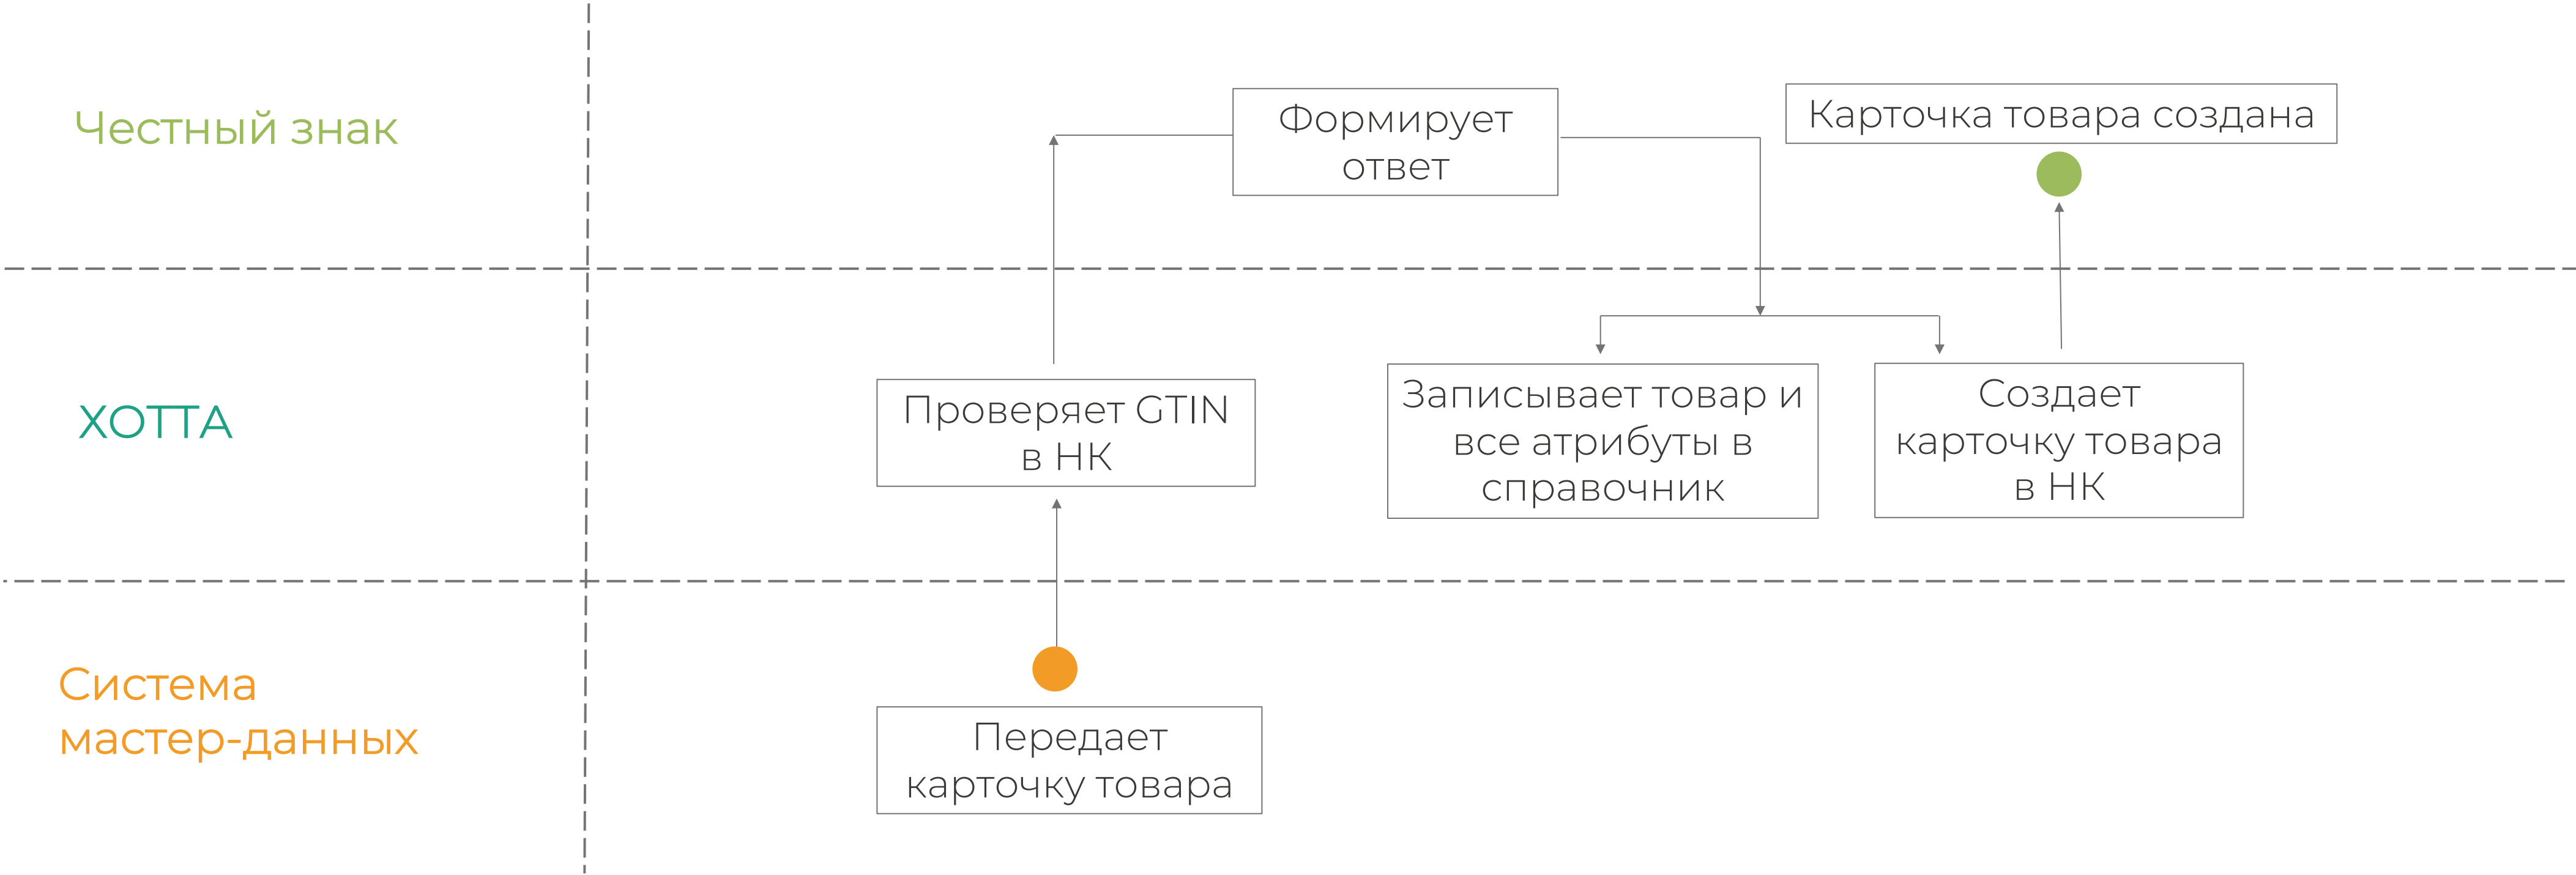 Честный знак
Формирует
ответ
Карточка товара создана
ХОТТА
Проверяет GTIN
в НК
Записывает товар и
все атрибуты в
справочник
Создает
карточку товара
в НК
Система
мастер-данных
Передает
карточку товара